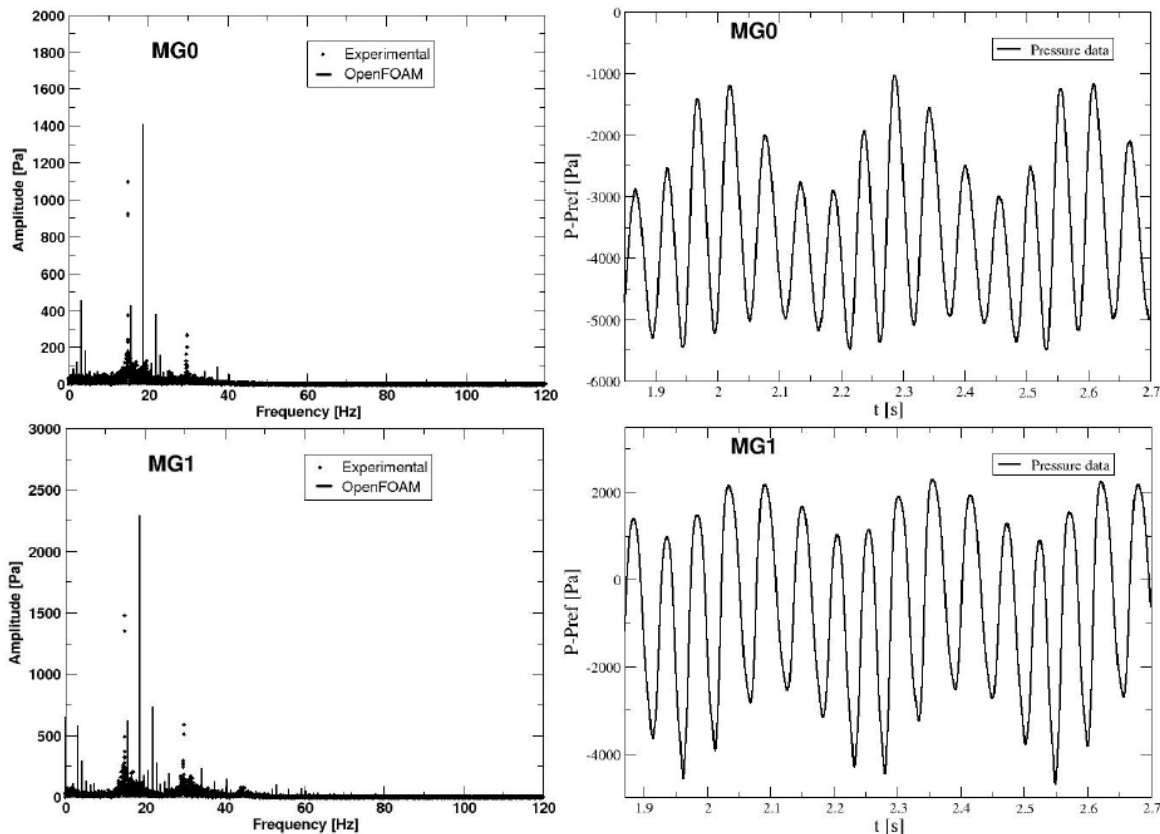 MG0
Experimental
OpenFOAM
Amplitude [Pa]
2000
1800
1600
1400
1200
1000
800
600
400
200
0
0 20 40 60 80 100 120
Frequency [Hz]
MG0
Pressure data
P-Pref [Pa]
0
-1000
-2000
-3000
-4000
-5000
-6000
1.9 2 2.1 2.2 2.3 2.4 2.5 2.6 2.7
t [s]
MG1
Experimental
OpenFOAM
Amplitude [Pa]
3000
2500
2000
1500
1000
500
0
0 20 40 60 80 100 120
Frequency [Hz]
MG1
Pressure data
P-Pref [Pa]
2000
0
-2000
-4000
1.9 2 2.1 2.2 2.3 2.4 2.5 2.6 2.7
t [s]